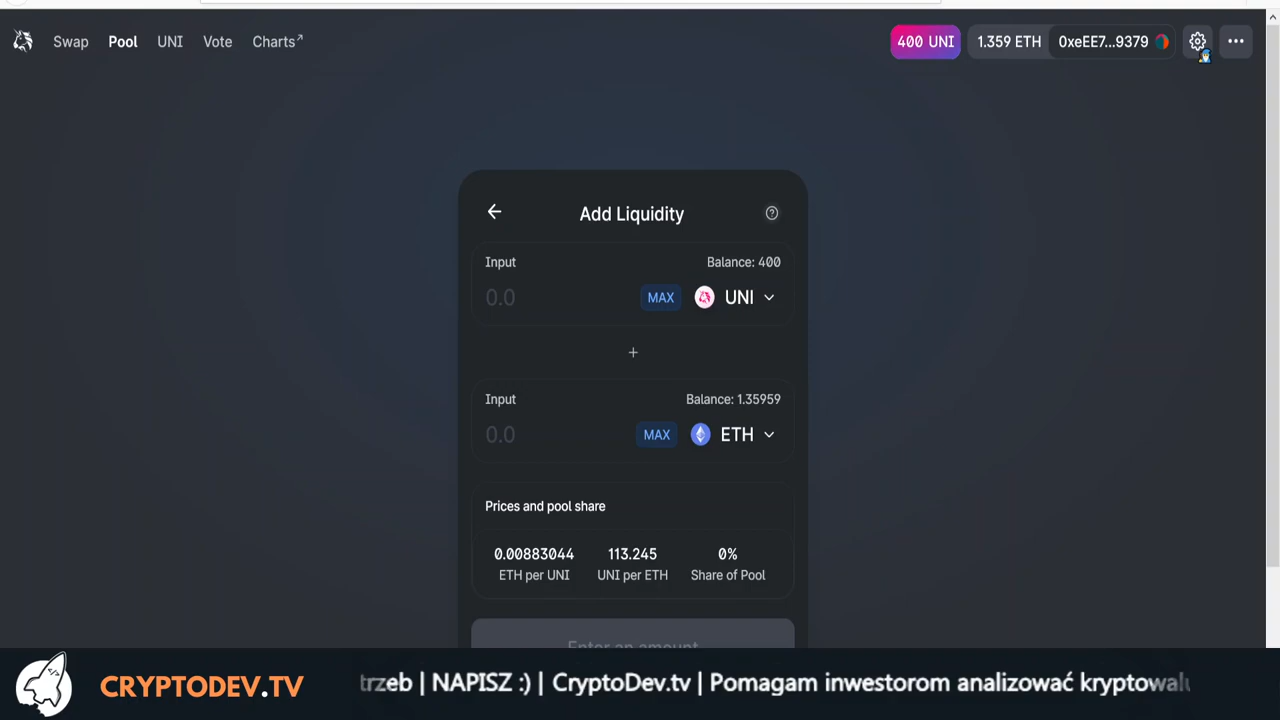 Swap Pool UNI Vote Charts↗ 400 UNI 1.359 ETH 0xeEE7...9379
Add Liquidity
Input Balance: 400
0.0 MAX UNI
+
Input Balance: 1.35959
0.0 MAX ETH
Prices and pool share
0.00883044 113.245 0%
ETH per UNI UNI per ETH Share of Pool
Enter an amount
CRYPTODEV.TV trzeb | NAPISZ :) | CryptoDev.tv | Pomagam inwestorom analizować kryptowalu